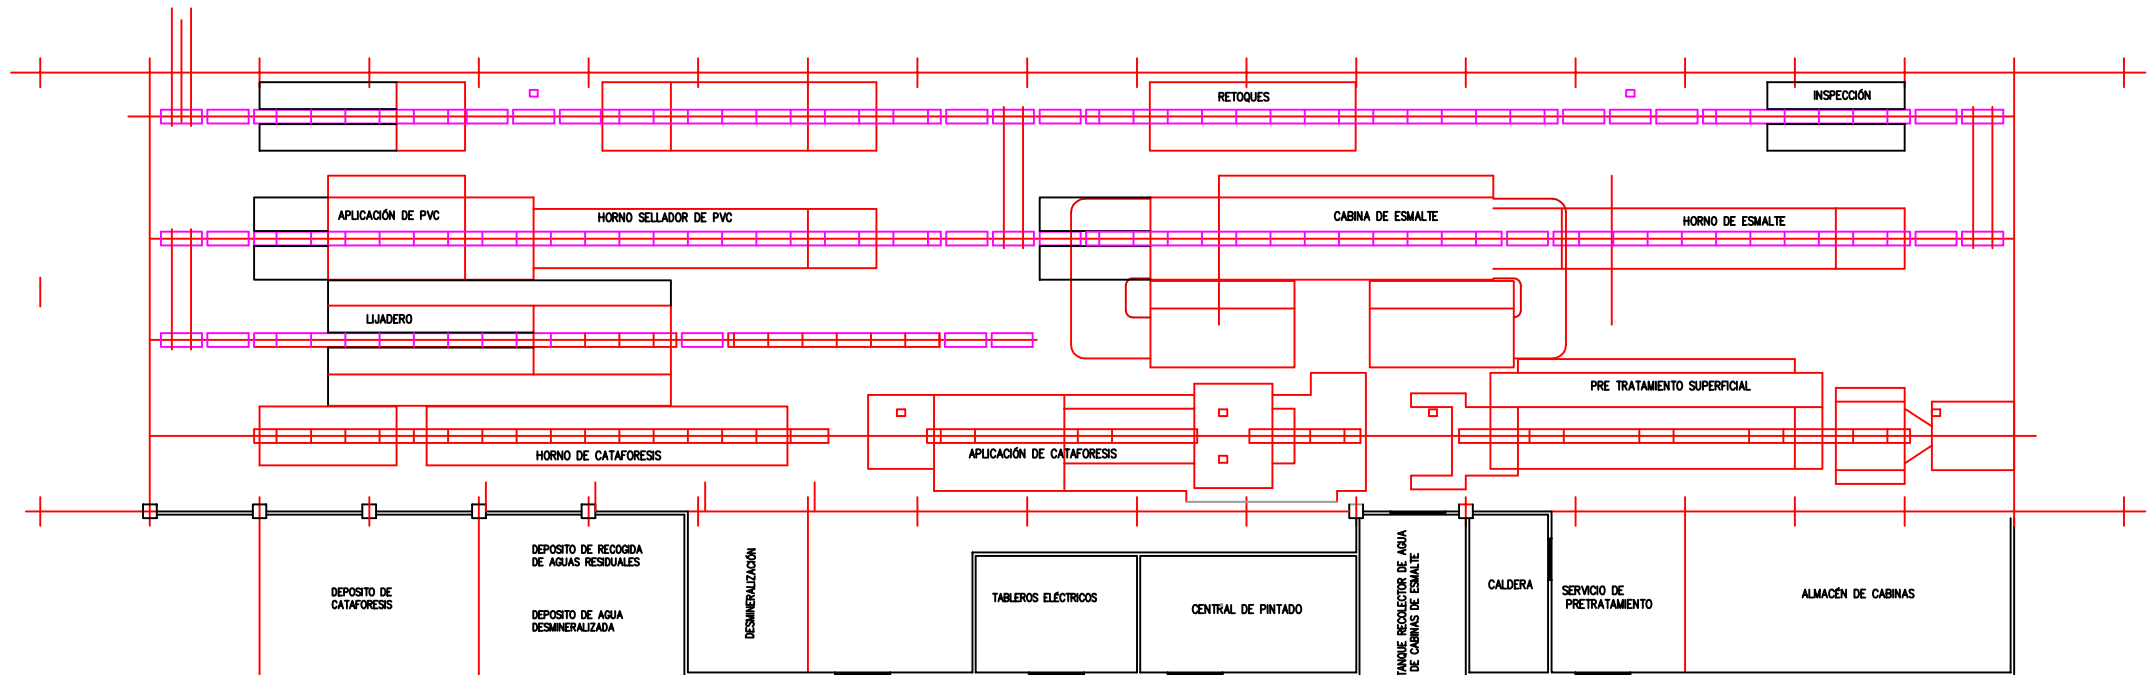 RETOQUES
INSPECCIÓN
APLICACIÓN DE PVC
HORNO SELLADOR DE PVC
CABINA DE ESMALTE
HORNO DE ESMALTE
LIJADERO
PRE TRATAMIENTO SUPERFICIAL
HORNO DE CATAFORESIS
APLICACIÓN DE CATAFORESIS
DEPOSITO DE
CATAFORESIS
DEPOSITO DE RECOGIDA
DE AGUAS RESIDUALES
DEPOSITO DE AGUA
DESMINERALIZADA
DESMINERALIZACIÓN
TABLEROS ELÉCTRICOS
CENTRAL DE PINTADO
TANQUE RECOLECTOR DE AGUA
DE CABINAS DE ESMALTE
CALDERA
SERVICIO DE
PRETRATAMIENTO
ALMACÉN DE CABINAS